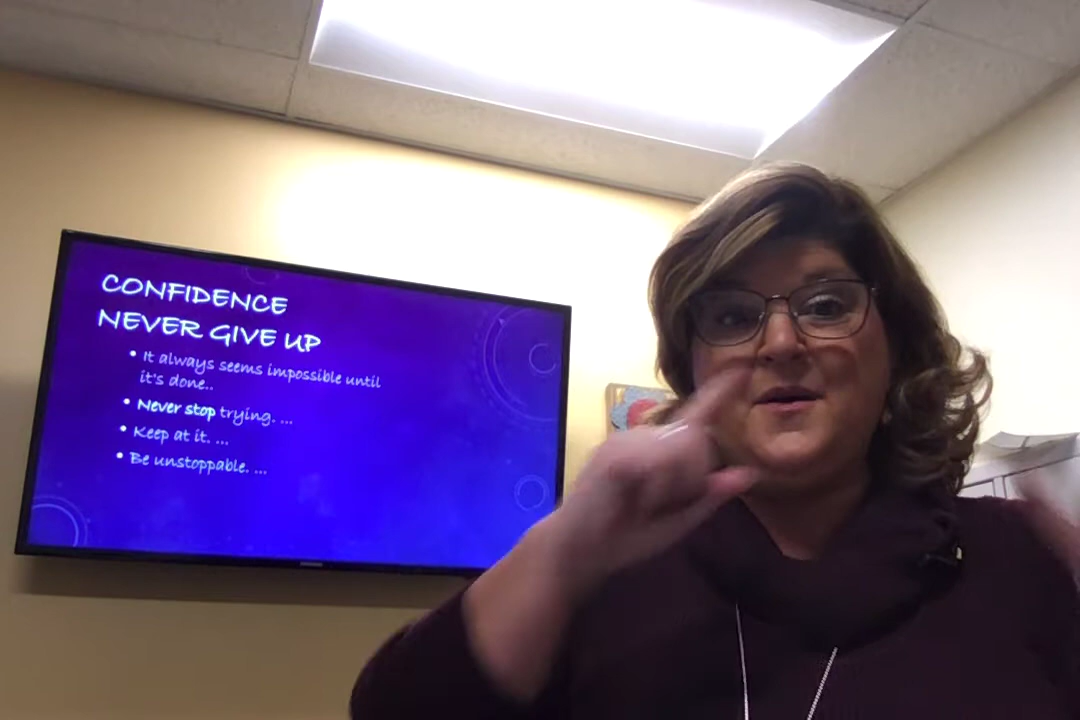 CONFIDENCE
NEVER GIVE UP
• It always seems impossible until
it's done..
• Never stop trying. ...
• Keep at it. ...
• Be unstoppable. ...